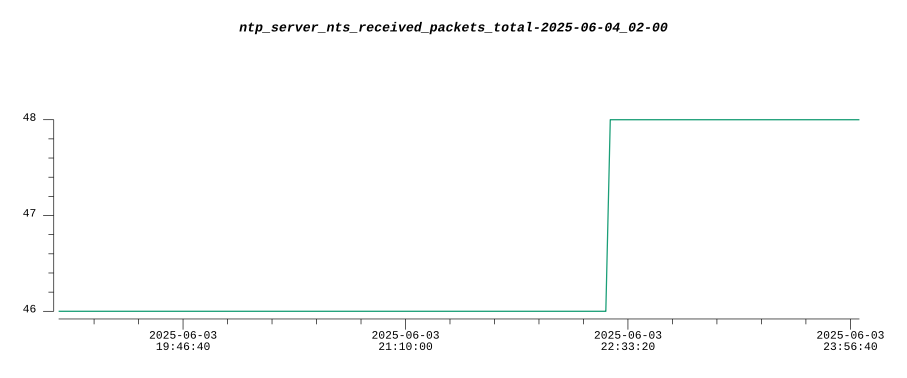 ntp_server_nts_received_packets_total-2025-06-04_02-00
48
47
46
2025-06-03 2025-06-03 2025-06-03 2025-06-03
19:46:40 21:10:00 22:33:20 23:56:40